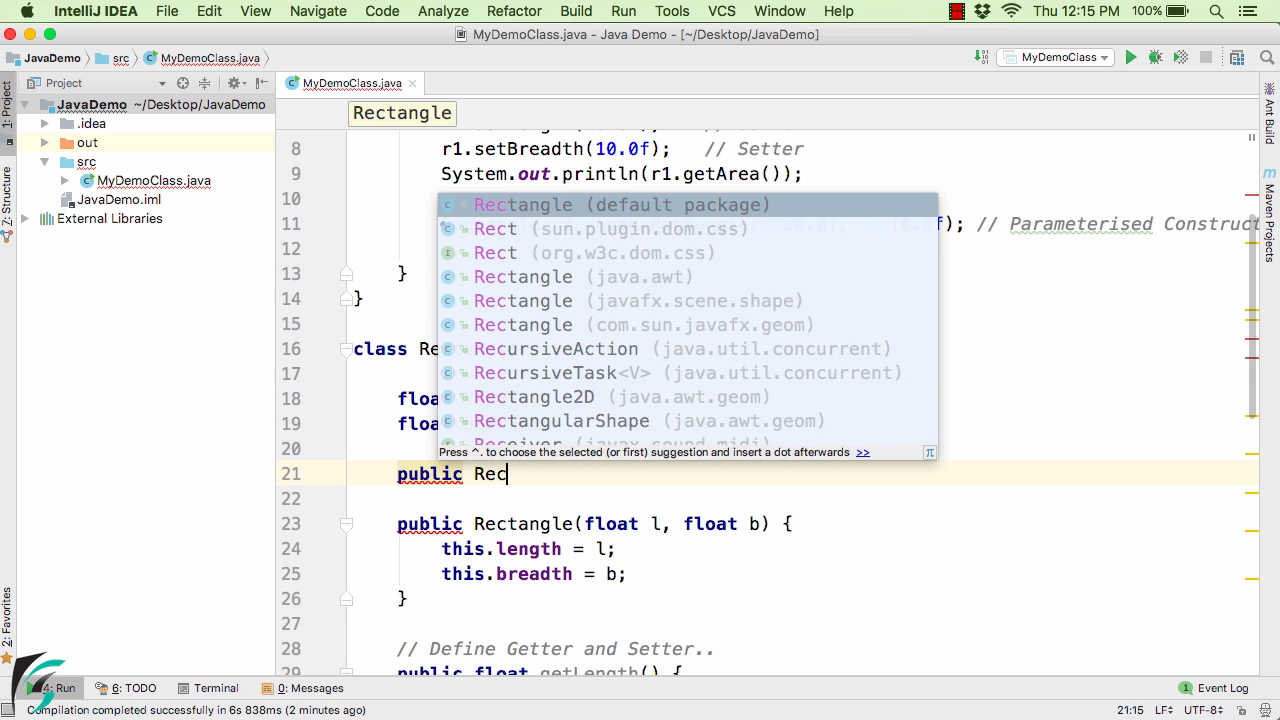 IntelliJ IDEA File Edit View Navigate Code Analyze Refactor Build Run Tools VCS Window Help Thu 12:15 PM 100%
MyDemoClass.java - Java Demo - [~/Desktop/JavaDemo]
JavaDemo src MyDemoClass.java MyDemoClass
Project MyDemoClass.java
1: Project
Z: Structure
2: Favorites
JavaDemo ~/Desktop/JavaDemo
.idea
out
src
MyDemoClass.java
JavaDemo.iml
External Libraries
Rectangle
8 r1.setBreadth(10.0f); // Setter
9 System.out.println(r1.getArea());
10
11 f); // Parameterised Construct
12
13 }
14 }
15
16 class Re
17
18 floa
19 floa
20
Rectangle (default package)
Rect (sun.plugin.dom.css)
Rect (org.w3c.dom.css)
Rectangle (java.awt)
Rectangle (javafx.scene.shape)
Rectangle (com.sun.javafx.geom)
RecursiveAction (java.util.concurrent)
RecursiveTask<V> (java.util.concurrent)
Rectangle2D (java.awt.geom)
RectangularShape (java.awt.geom)
Receiver (javax.sound.midi)
Press ^. to choose the selected (or first) suggestion and insert a dot afterwards >> π
21 public Rec
22
23 public Rectangle(float l, float b) {
24 this.length = l;
25 this.breadth = b;
26 }
27
28 // Define Getter and Setter..
29 public float getLength() {
Ant Build
m Maven Projects
4: Run 6: TODO Terminal 0: Messages 1 Event Log
Compilation completed successfully in 6s 838ms (2 minutes ago) 21:15 LF÷ UTF-8÷